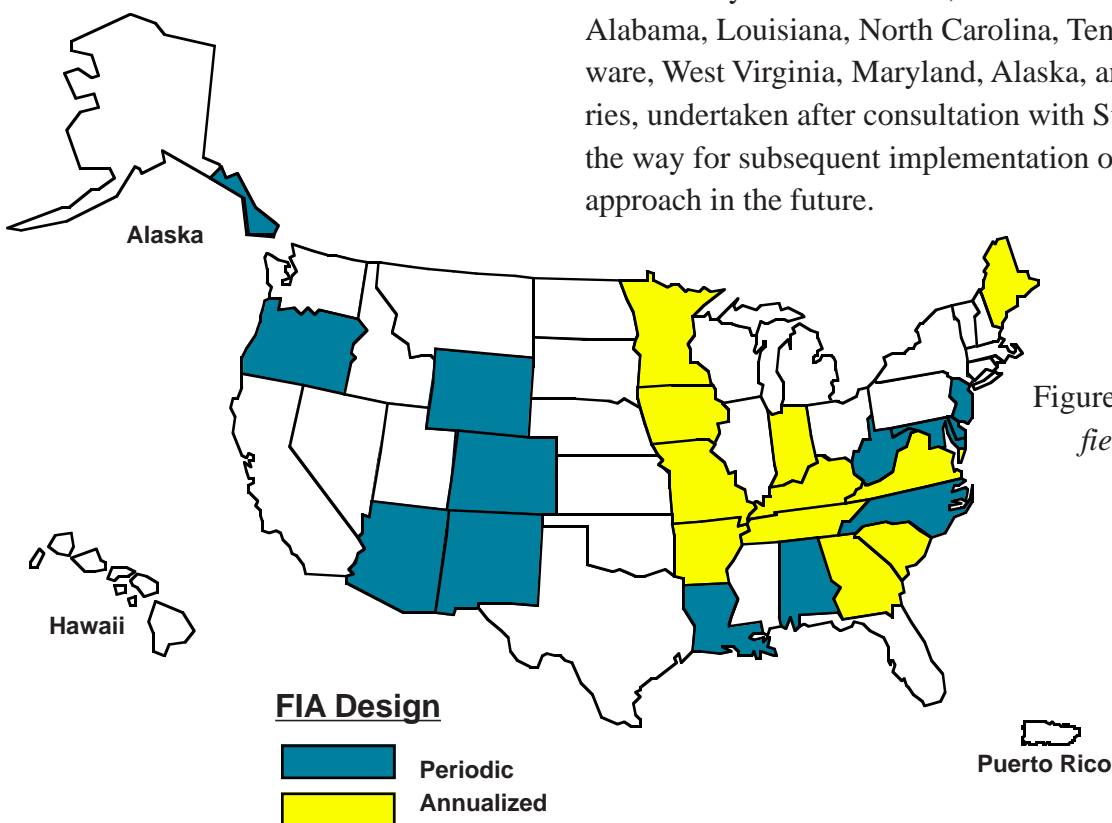 Alabama, Louisiana, North Carolina, Ten
ware, West Virginia, Maryland, Alaska, a
ries, undertaken after consultation with S
the way for subsequent implementation o
approach in the future.
Alaska
Figure
fie
Hawaii
FIA Design
Periodic
Annualized
Puerto Rico